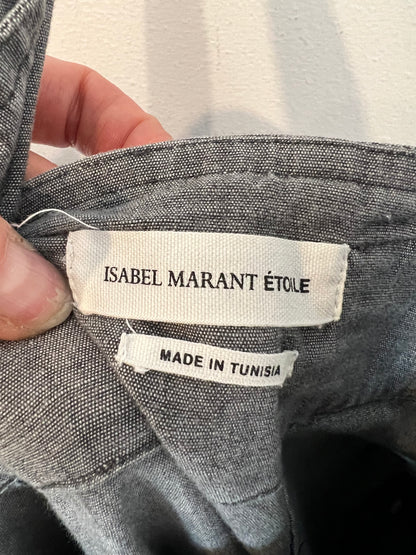 ISABEL MARANT ÉTOILE
MADE IN TUNISIA